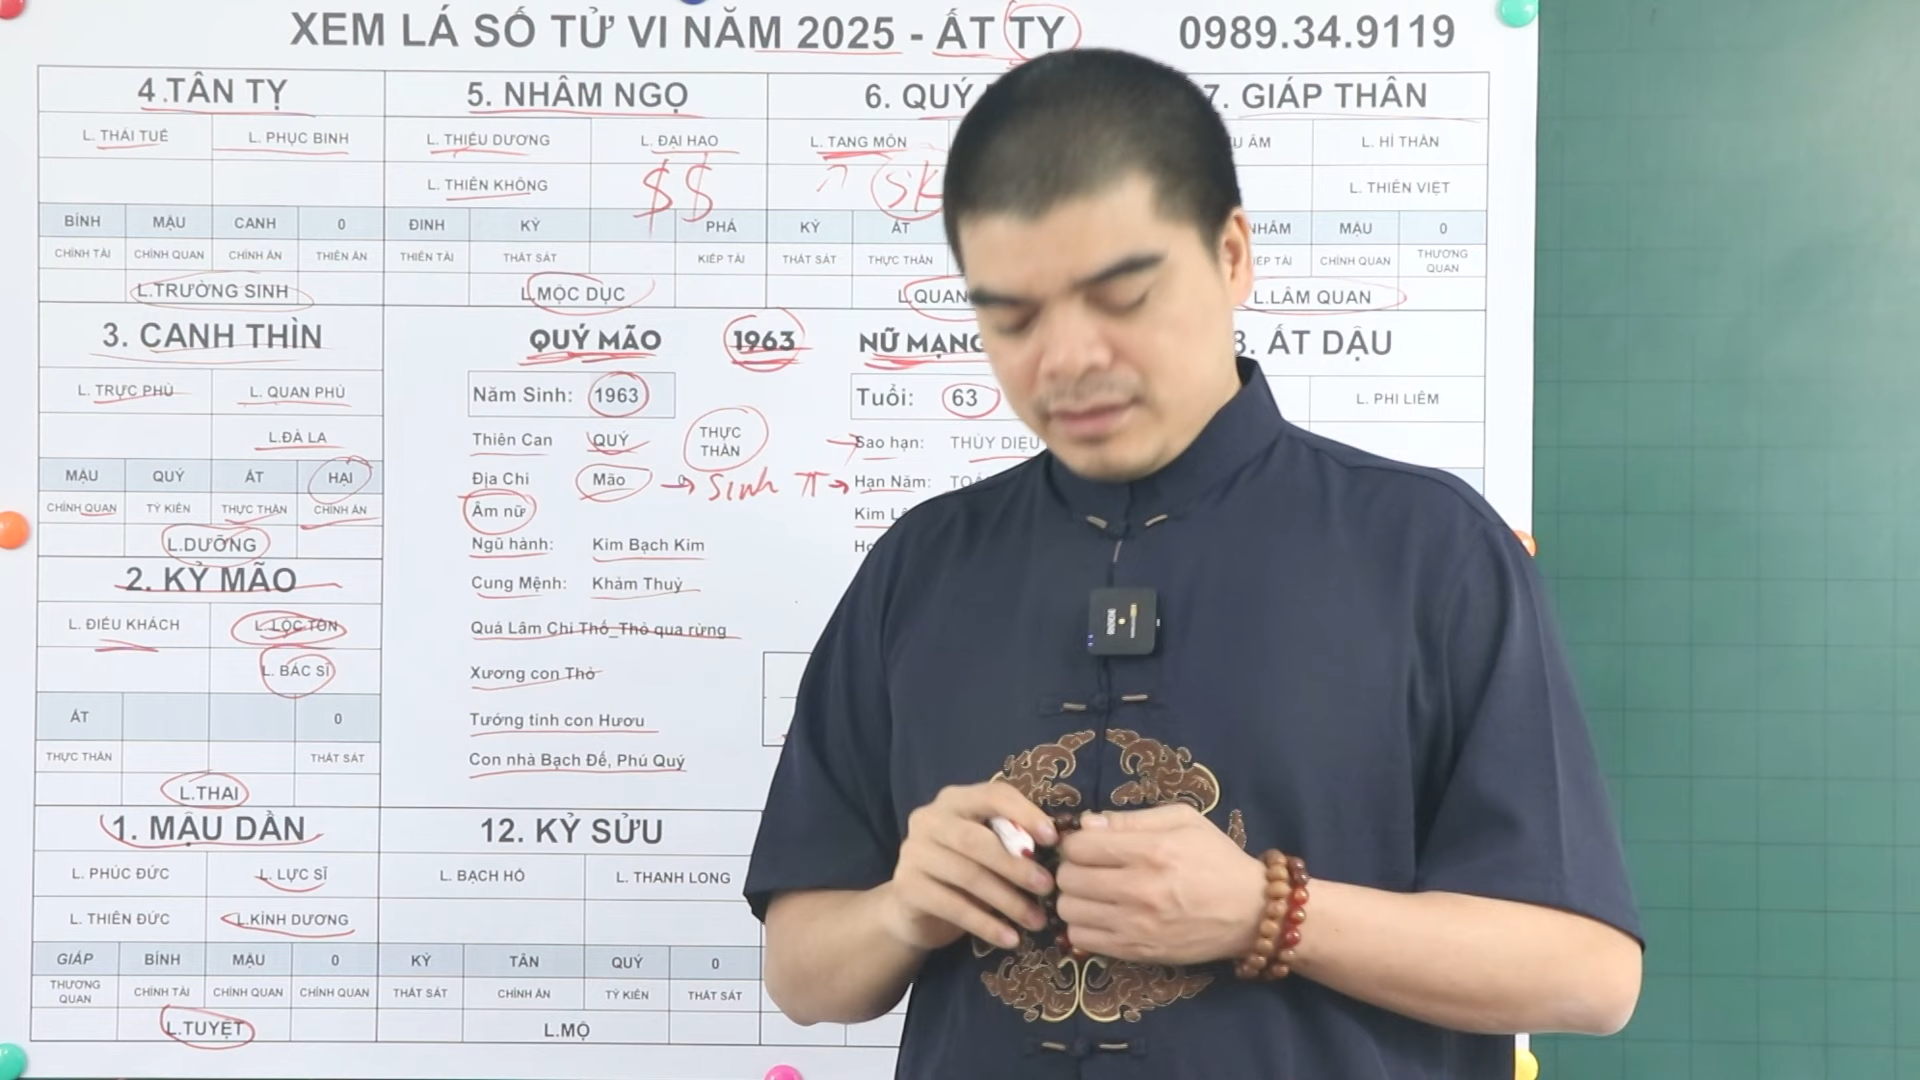 XEM LÁ SỐ TỬ VI NĂM 2025 - ẤT TỴ 0989.34.9119
4.TÂN TỴ 5. NHÂM NGỌ 6. QUÝ 7. GIÁP THÂN
L. THÁI TUẾ L. PHỤC BINH L. THIẾU DƯƠNG L. ĐẠI HAO L. TANG MÔN ÂM L. HỈ THẦN
L. THIÊN KHÔNG $$ SK L. THIÊN VIỆT
BÍNH MẬU CANH 0 ĐINH KỶ PHÁ KỶ ẤT NHÂM MẬU 0
CHÍNH TÀI CHÍNH QUAN CHÍNH ẤN THIÊN ẤN THIÊN TÀI THẤT SÁT KIẾP TÀI THẤT SÁT THỰC THẦN TÀI CHÍNH QUAN THƯƠNG QUAN
L.TRƯỜNG SINH L.MỘC DỤC L.QUAN L.LÂM QUAN
3. CANH THÌN
L. TRỰC PHÙ L. QUAN PHỦ
L.ĐÀ LA
MẬU QUÝ ẤT HẠI
CHÍNH QUAN TỶ KIÊN THỰC THẦN CHÍNH ẤN
L.DƯỠNG
2. KỶ MÃO
L. ĐIẾU KHÁCH L. LỘC TỒN
L. BÁC SĨ
ẤT 0
THỰC THẦN THẤT SÁT
L.THAI
QUÝ MÃO 1963 NỮ MẠNG
Năm Sinh: 1963 Tuổi: 63
Thiên Can QUÝ THỰC THẦN Sao hạn: THỦY DIỆU
Địa Chi Mão → Sinh π → Hạn Năm:
Âm nữ
Ngũ hành: Kim Bạch Kim
Cung Mệnh: Khảm Thuỷ
Quá Lâm Chi Thố_Thỏ qua rừng
Xương con Thỏ
Tướng tinh con Hươu
Con nhà Bạch Đế, Phú Quý
8. ẤT DẬU
L. PHI LIÊM
1. MẬU DẦN 12. KỶ SỬU
L. PHÚC ĐỨC L. LỰC SĨ L. BẠCH HỔ L. THANH LONG
L. THIÊN ĐỨC L.KÌNH DƯƠNG
GIÁP BÍNH MẬU 0 KỶ TÂN QUÝ 0
THƯƠNG QUAN CHÍNH TÀI CHÍNH QUAN CHÍNH QUAN THẤT SÁT CHÍNH ẤN TỶ KIÊN THẤT SÁT
L.TUYỆT L.MỘ